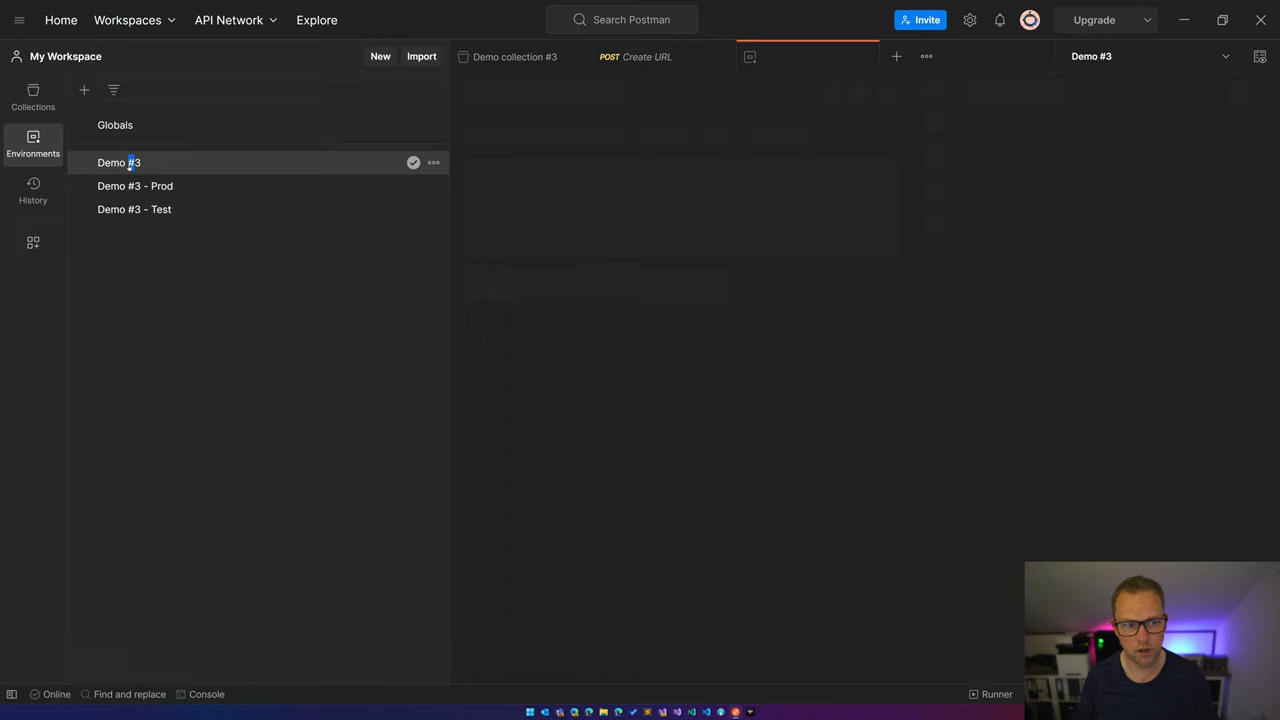 Home
Workspaces
API Network
Explore
Search Postman
Invite
Upgrade
My Workspace
New
Import
Demo collection #3
POST Create URL
Demo #3
Collections
Environments
History
Globals
Demo #3
Demo #3 - Prod
Demo #3 - Test
Online
Find and replace
Console
Runner